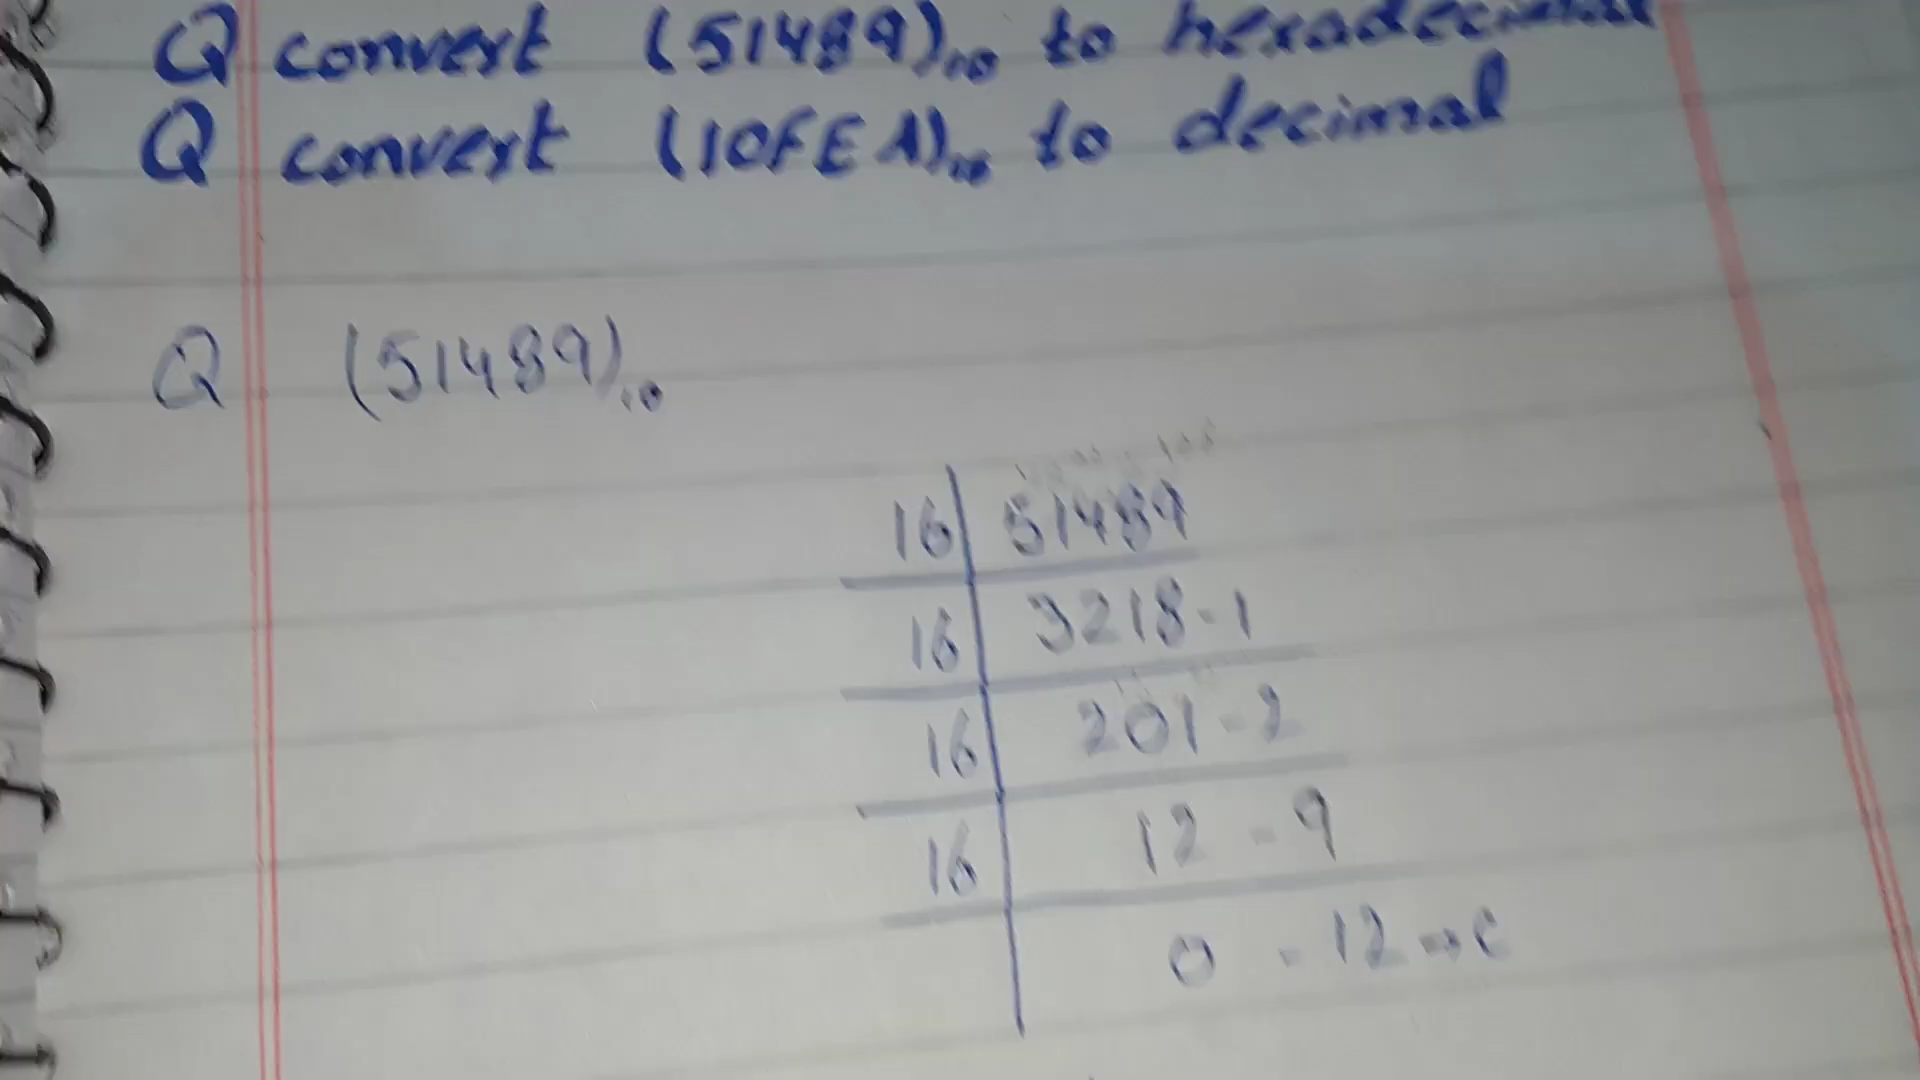 Q convert (51489)₁₀ to hexadecimal
Q convert (10FEA)₁₀ to decimal
Q (51489)₁₀
16 51489
16 3218 - 1
16 201 - 2
16 12 - 9
0 - 12 → C